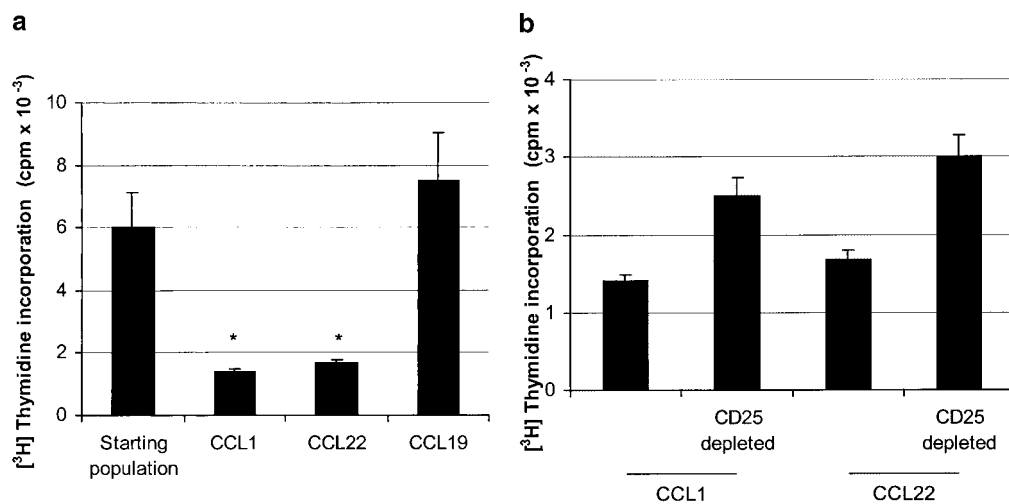 a
[³H] Thymidine incorporation (cpm x 10⁻³)
10
8
6
4
2
0
*
*
Starting
population
CCL1
CCL22
CCL19
b
[³H] Thymidine incorporation (cpm x 10⁻³)
4
3
2
1
0
CD25
depleted
CD25
depleted
CCL1
CCL22